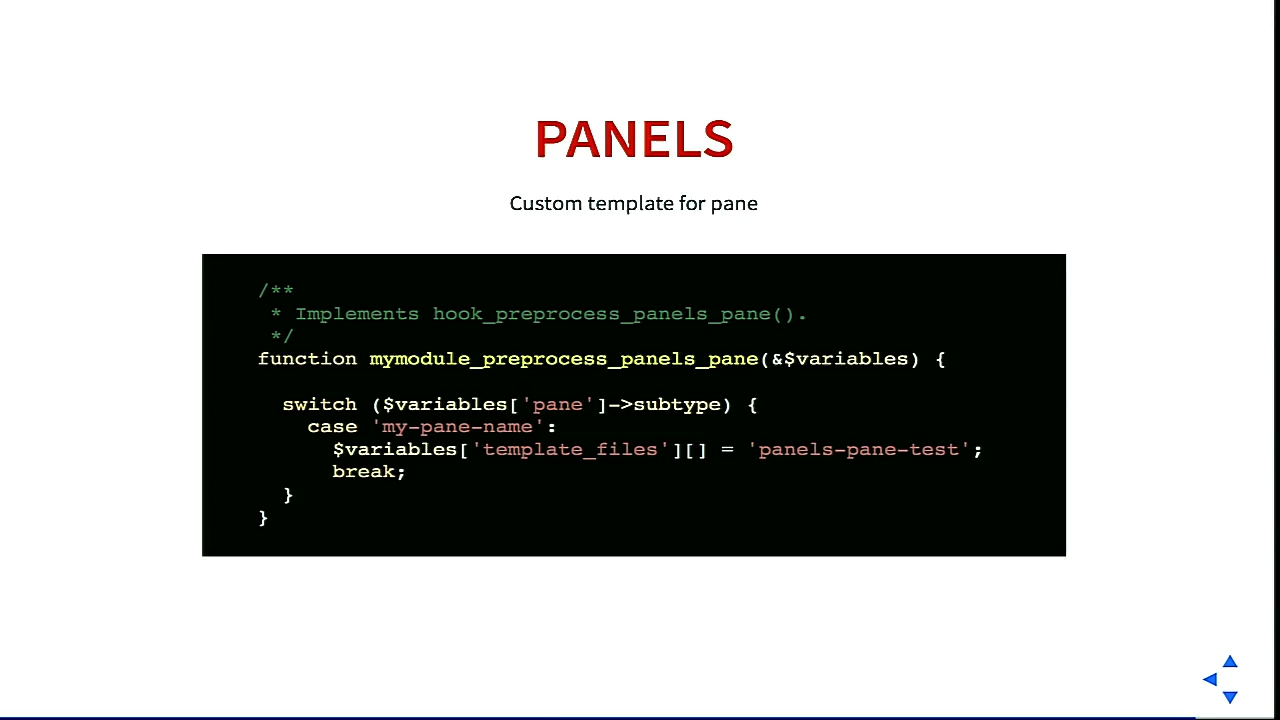 PANELS
Custom template for pane
/**
 * Implements hook_preprocess_panels_pane().
 */
function mymodule_preprocess_panels_pane(&$variables) {
  switch ($variables['pane']->subtype) {
    case 'my-pane-name':
      $variables['template_files'][] = 'panels-pane-test';
      break;
  }
}